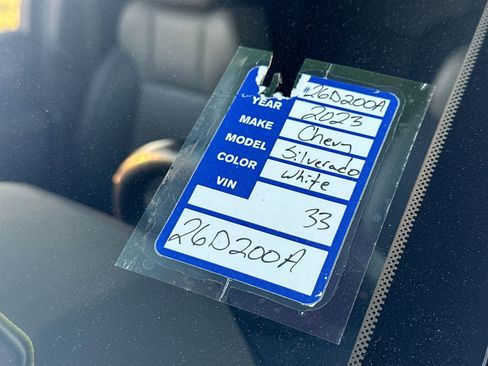 #26D200A
YEAR 2023
MAKE Chevy
MODEL Silverado
COLOR White
VIN
33
26D200A